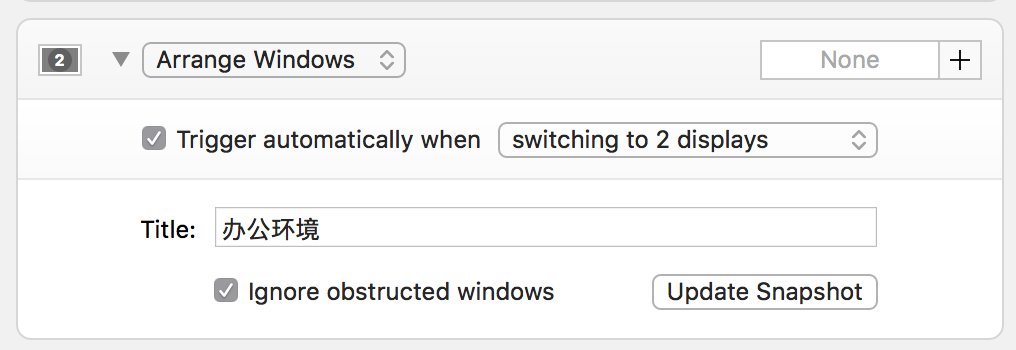 2 Arrange Windows None +
Trigger automatically when switching to 2 displays
Title: 办公环境
Ignore obstructed windows Update Snapshot